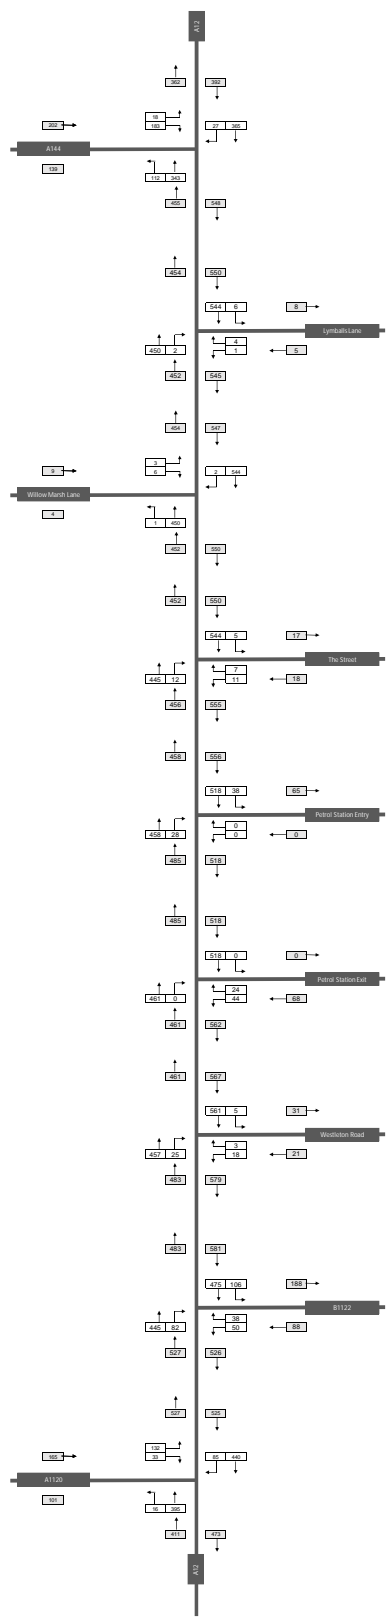 A12
362 392
18
202 183 27 365
A144
139 112 343
455 548
454 550
544 6 8
Lymballs Lane
4
450 2 1 5
452 545
454 547
3
9 6 2 544
Willow Marsh Lane
4 1 450
452 550
452 550
544 5 17
The Street
7
445 12 11 18
456 555
458 556
518 38 65
Petrol Station Entry
0
458 28 0 0
485 518
485 518
518 0 0
Petrol Station Exit
24
461 0 44 68
461 562
461 567
561 5 31
Westleton Road
3
457 25 18 21
483 579
483 581
475 106 188
B1122
38
445 82 50 88
527 526
527 525
132
165 33 85 440
A1120
101 16 395
411 473
A12